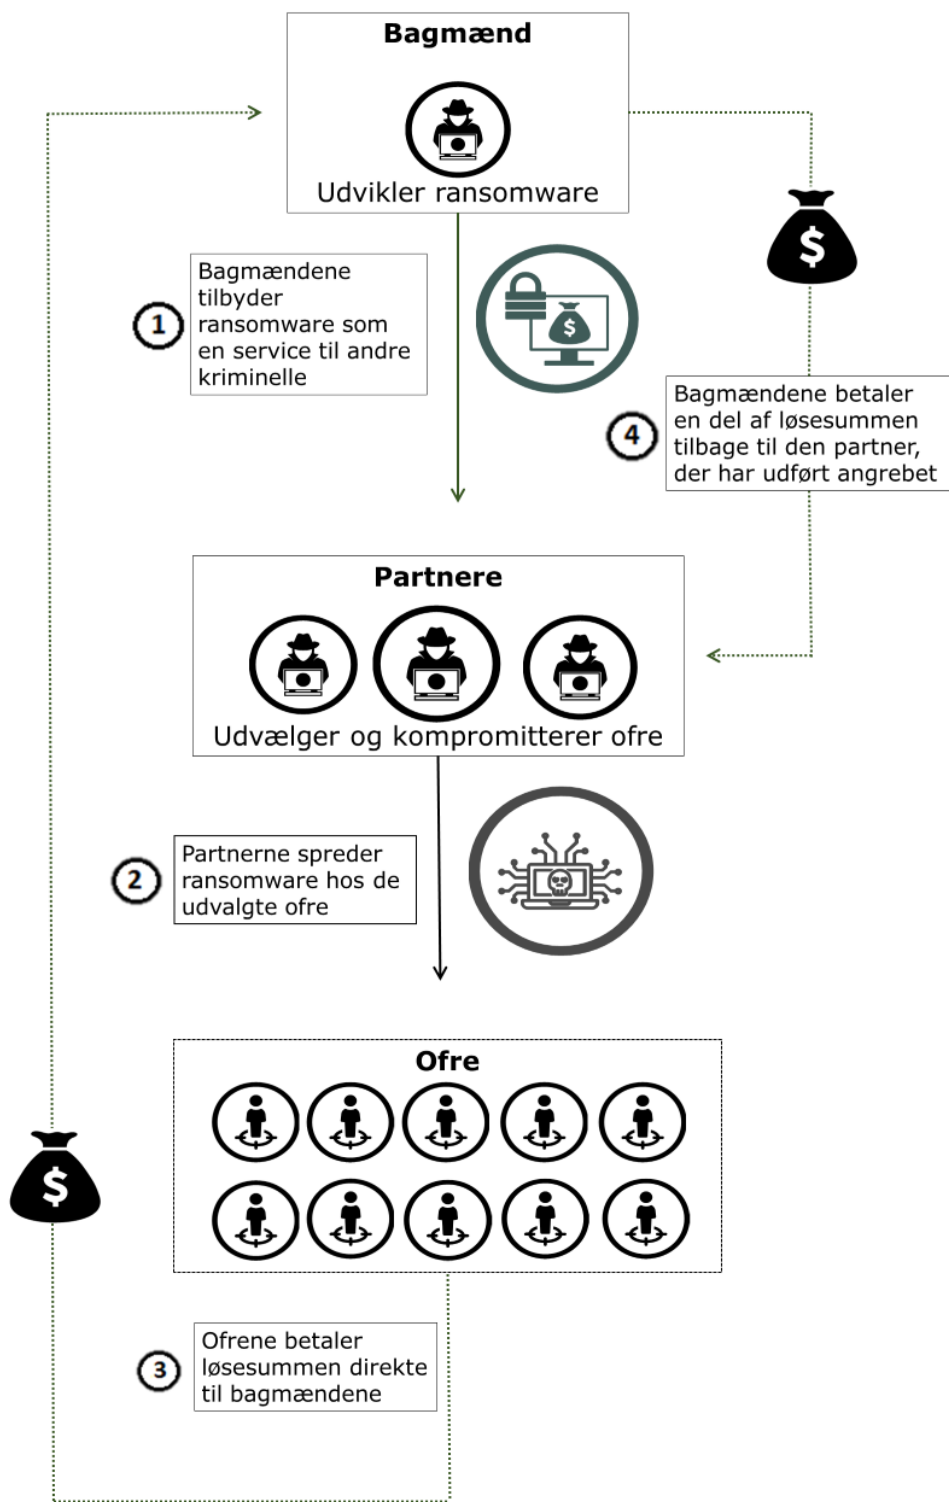 Bagmænd
Udvikler ransomware
1
Bagmændene
tilbyder
ransomware som
en service til andre
kriminelle
$
$
4
Bagmændene betaler
en del af løsesummen
tilbage til den partner,
der har udført angrebet
Partnere
Udvælger og kompromitterer ofre
2
Partnerne spreder
ransomware hos de
udvalgte ofre
Ofre
$
3
Ofrene betaler
løsesummen direkte
til bagmændene